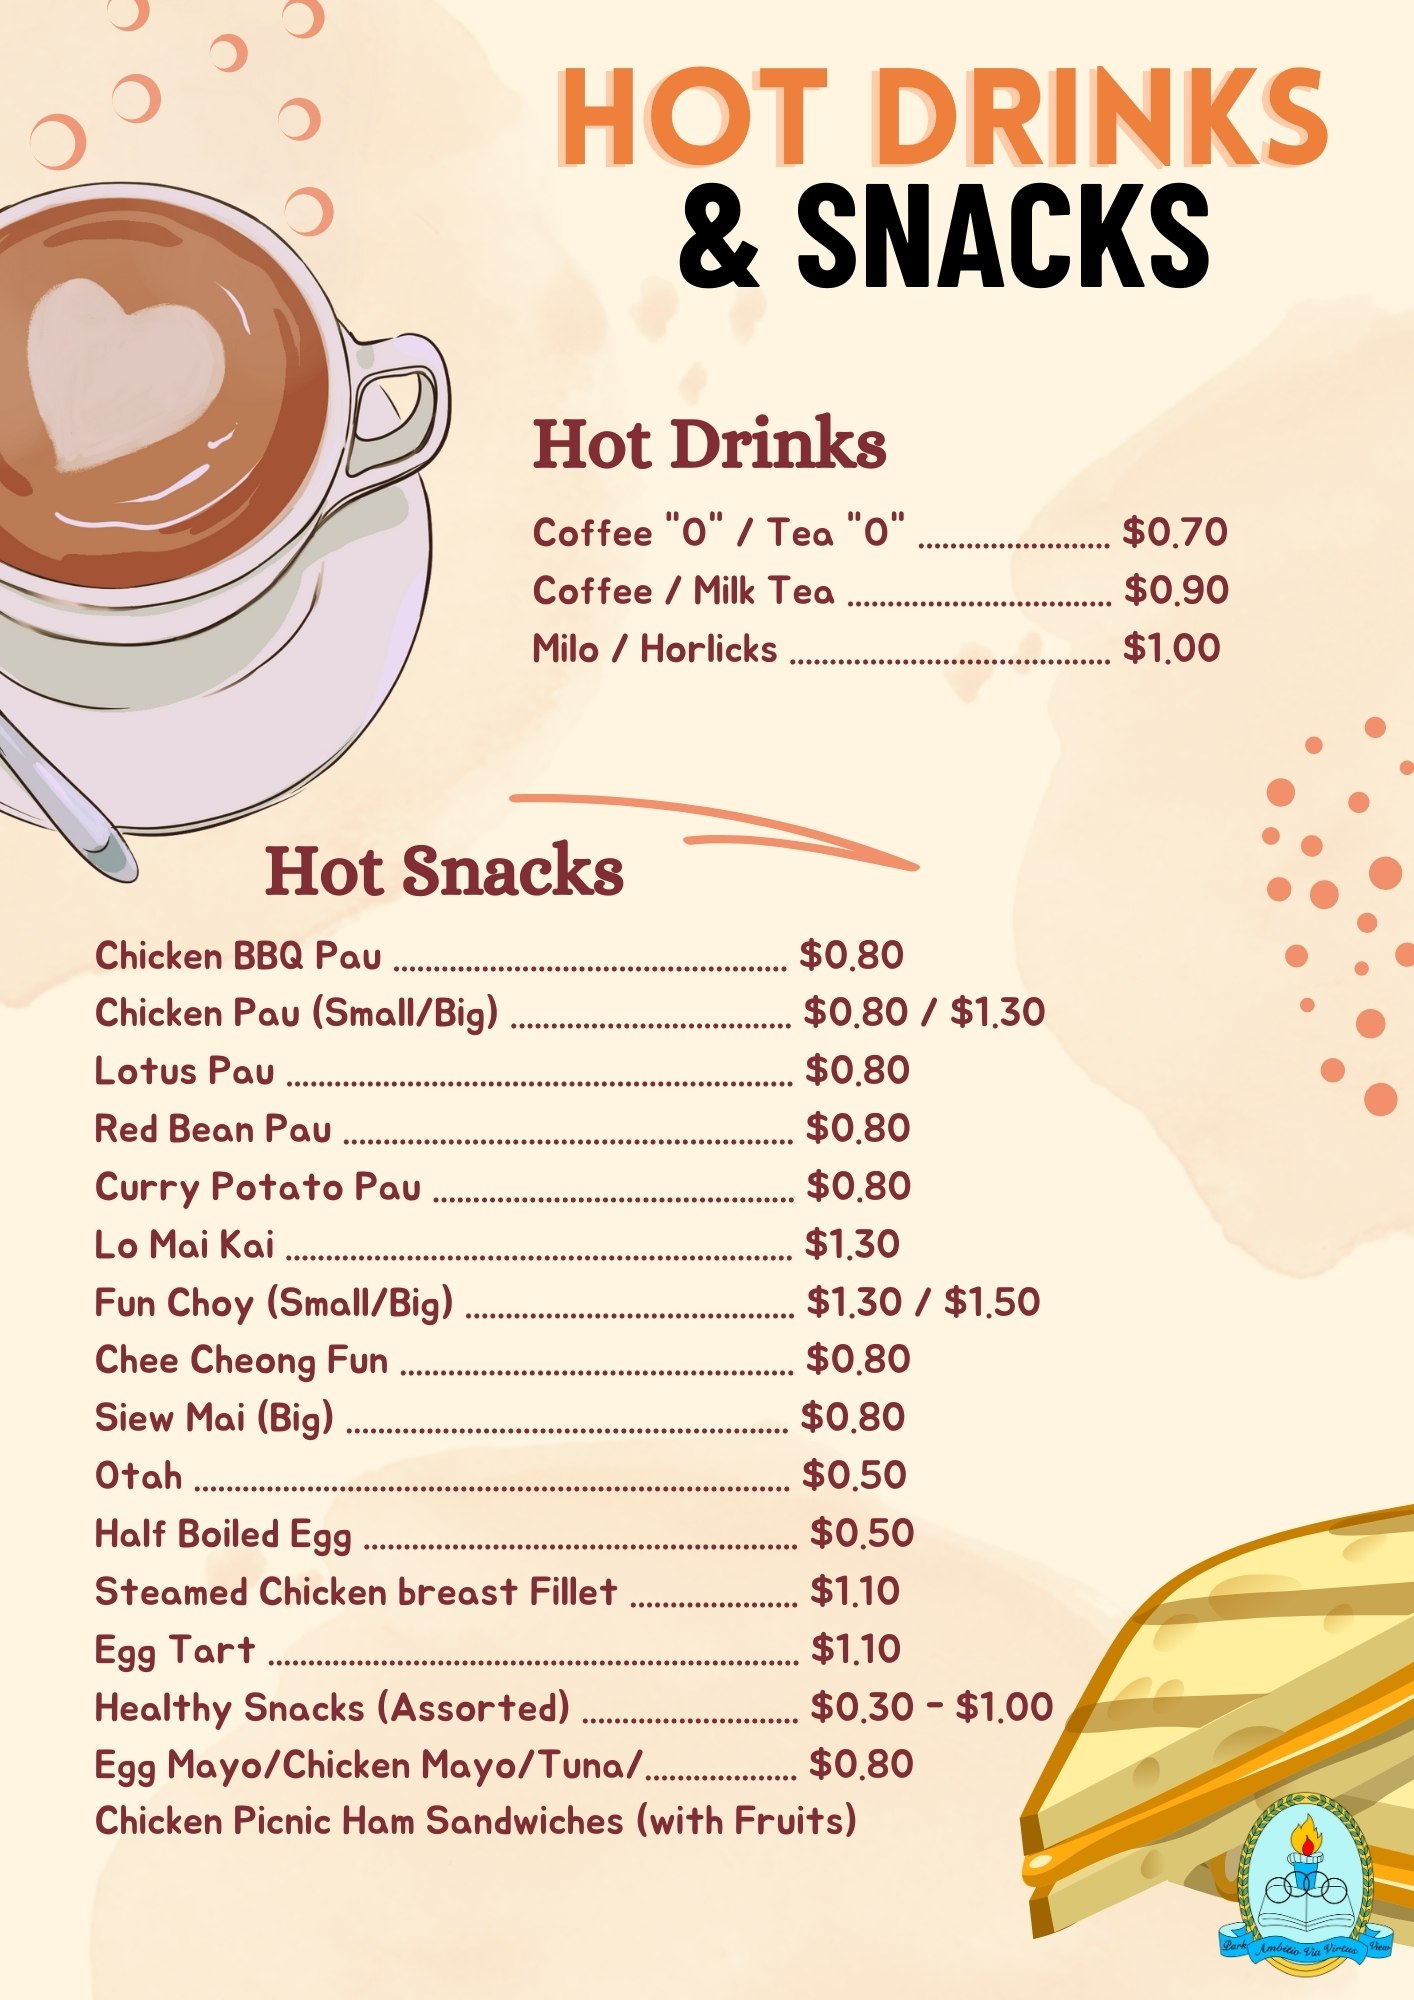 HOT DRINKS
& SNACKS
Hot Drinks
Coffee "O" / Tea "O" ........................ $0.70
Coffee / Milk Tea ................................. $0.90
Milo / Horlicks ........................................ $1.00
Hot Snacks
Chicken BBQ Pau ................................................. $0.80
Chicken Pau (Small/Big) ................................... $0.80 / $1.30
Lotus Pau ............................................................... $0.80
Red Bean Pau ........................................................ $0.80
Curry Potato Pau ............................................. $0.80
Lo Mai Kai ............................................................... $1.30
Fun Choy (Small/Big) ......................................... $1.30 / $1.50
Chee Cheong Fun ................................................. $0.80
Siew Mai (Big) ....................................................... $0.80
Otah .......................................................................... $0.50
Half Boiled Egg ...................................................... $0.50
Steamed Chicken breast Fillet ..................... $1.10
Egg Tart .................................................................. $1.10
Healthy Snacks (Assorted) ........................... $0.30 - $1.00
Egg Mayo/Chicken Mayo/Tuna/................... $0.80
Chicken Picnic Ham Sandwiches (with Fruits)
Park Ambitio Via Virtus View